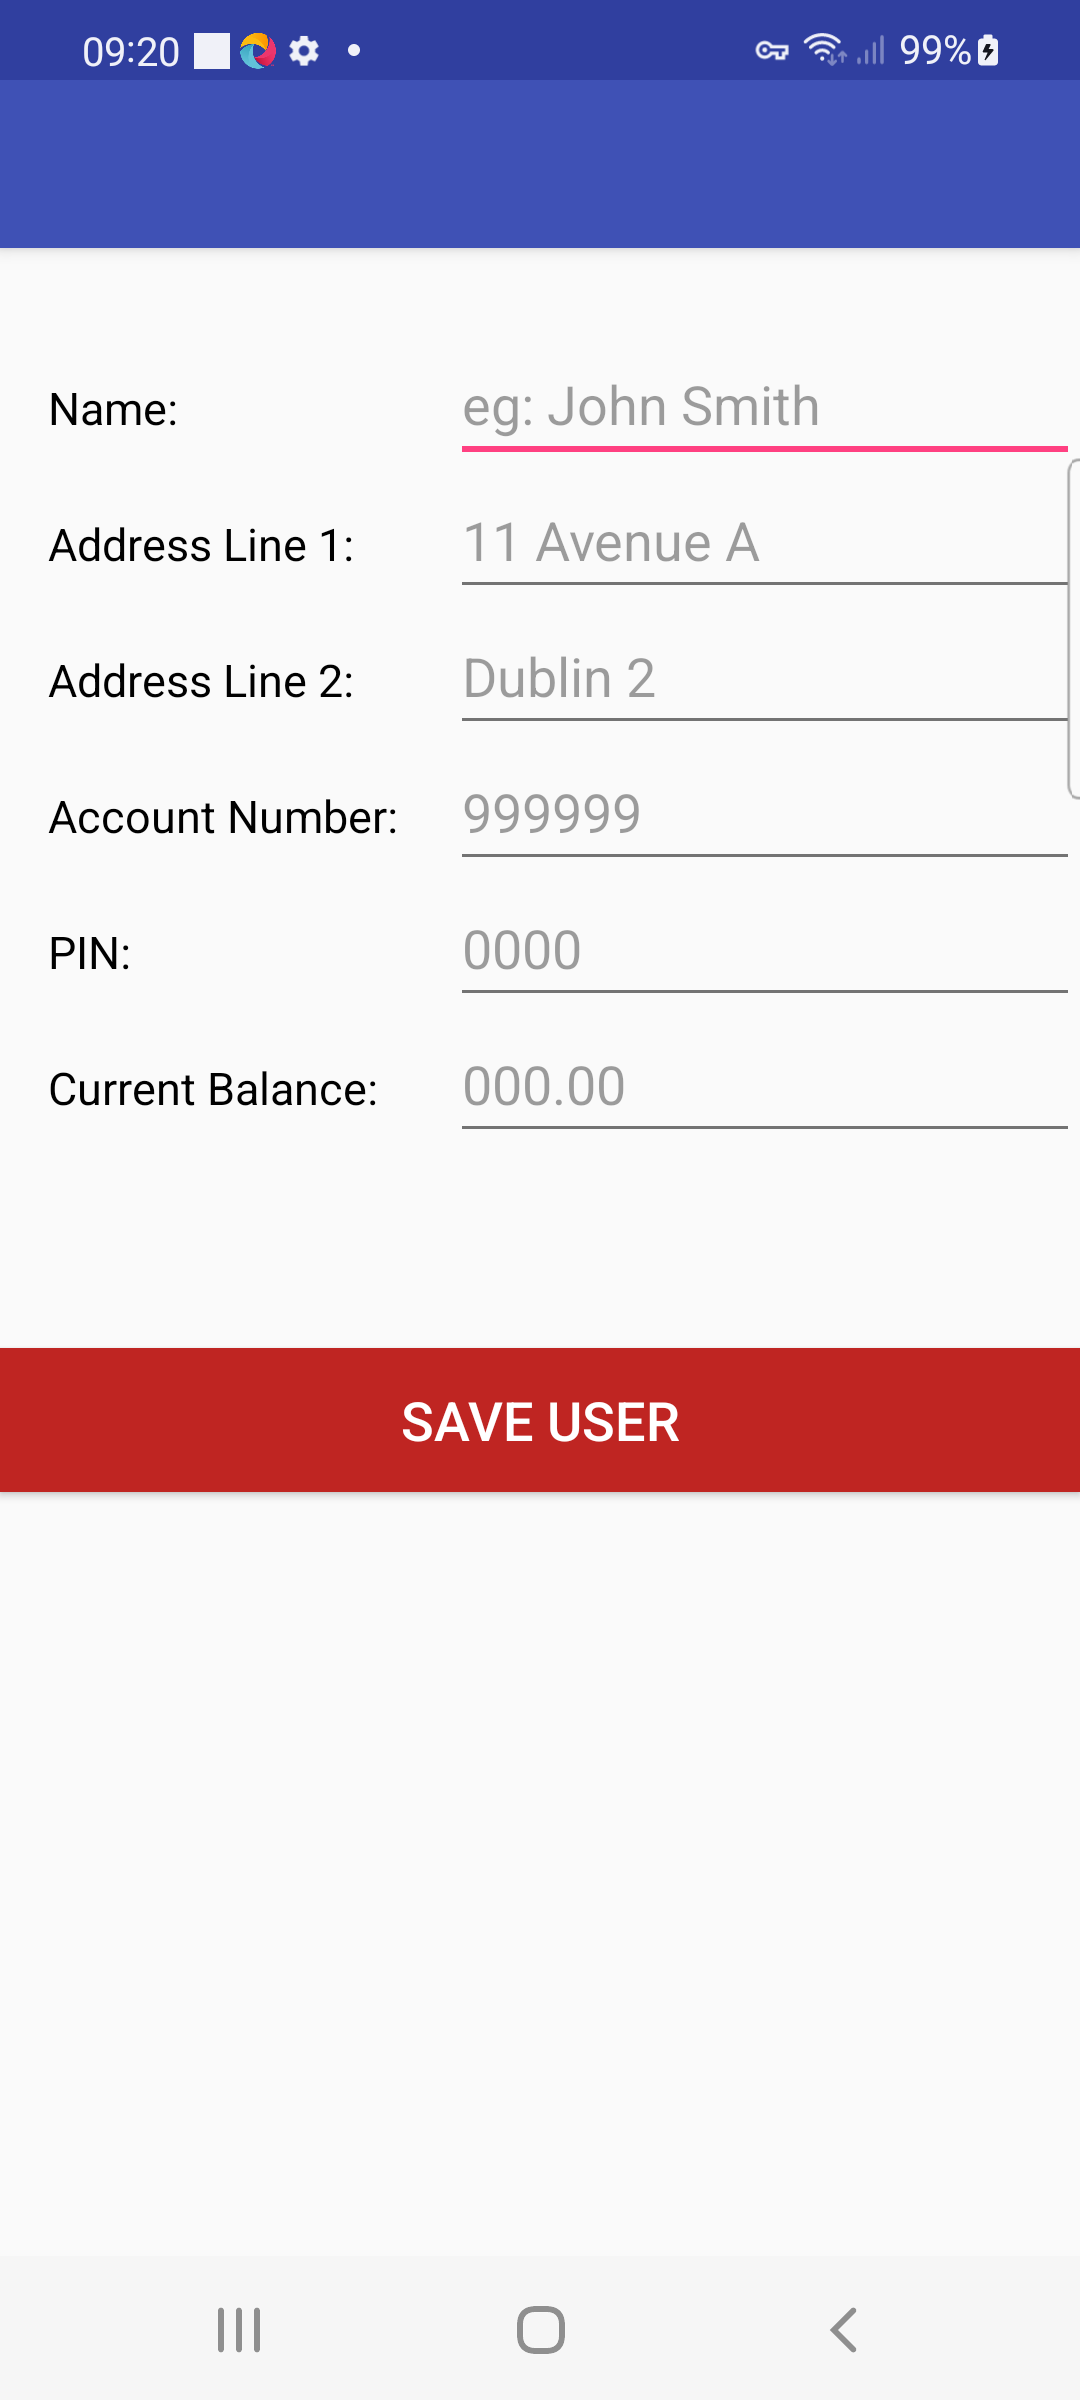 09:20 99%
Name: eg: John Smith
Address Line 1: 11 Avenue A
Address Line 2: Dublin 2
Account Number: 999999
PIN: 0000
Current Balance: 000.00
SAVE USER